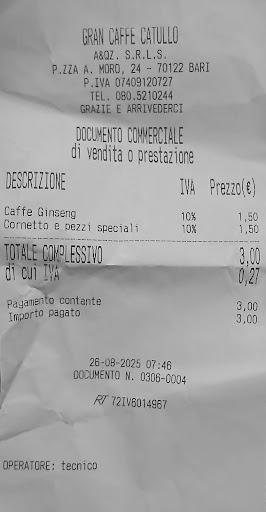 GRAN CAFFE CATULLO
A&QZ. S.R.L.S.
P.ZZA A. MORO, 24 - 70122 BARI
P.IVA 07409120727
TEL. 080.5210244
GRAZIE E ARRIVEDERCI
DOCUMENTO COMMERCIALE
di vendita o prestazione
DESCRIZIONE IVA Prezzo(€)
Caffe Ginseng 10% 1,50
Cornetto e pezzi speciali 10% 1,50
TOTALE COMPLESSIVO 3,00
di cui IVA 0,27
Pagamento contante 3,00
Importo pagato 3,00
26-08-2025 07:46
DOCUMENTO N. 0306-0004
RT 72IV6014967
OPERATORE: tecnico